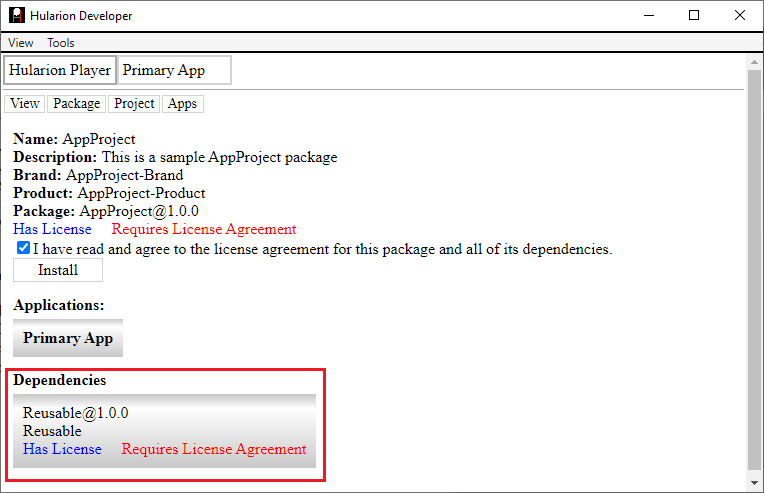 Hularion Developer
View Tools
Hularion Player Primary App
View Package Project Apps
Name: AppProject
Description: This is a sample AppProject package
Brand: AppProject-Brand
Product: AppProject-Product
Package: AppProject@1.0.0
Has License Requires License Agreement
I have read and agree to the license agreement for this package and all of its dependencies.
Install
Applications:
Primary App
Dependencies
Reusable@1.0.0
Reusable
Has License Requires License Agreement